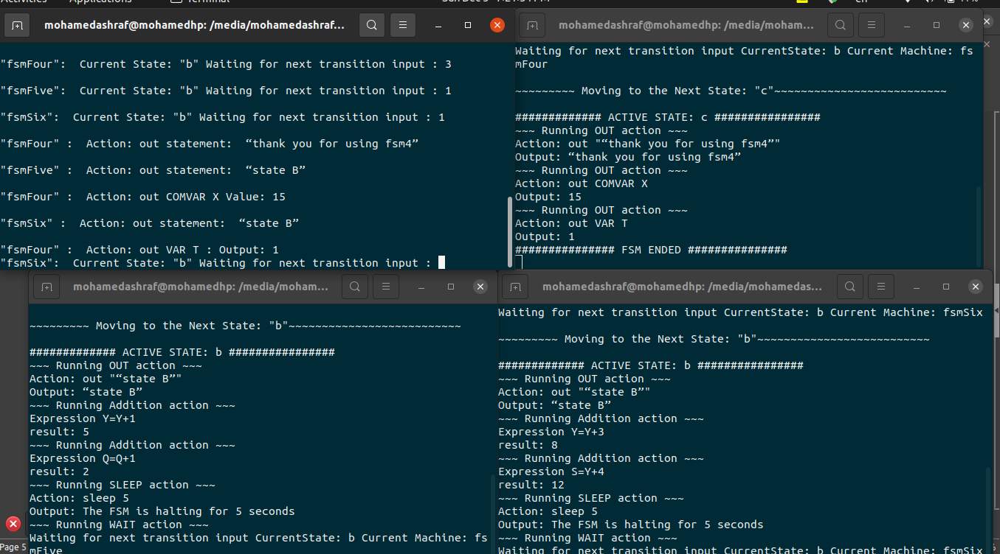 Activities Applications Terminal
mohamedashraf@mohamedhp: /media/mohamedashraf...
"fsmFour":  Current State: "b" Waiting for next transition input : 3
"fsmFive":  Current State: "b" Waiting for next transition input : 1
"fsmSix":  Current State: "b" Waiting for next transition input : 1
"fsmFour" :  Action: out statement:  “thank you for using fsm4”
"fsmFive" :  Action: out statement:  “state B”
"fsmFour" :  Action: out COMVAR X Value: 15
"fsmSix" :  Action: out statement:  “state B”
"fsmFour" :  Action: out VAR T : Output: 1
"fsmSix":  Current State: "b" Waiting for next transition input :
mohamedashraf@mohamedhp: /media/moham...
Waiting for next transition input CurrentState: b Current Machine: fs
mFour
~~~~~~~~~ Moving to the Next State: "c"~~~~~~~~~~~~~~~~~~~~~~~~~~
############# ACTIVE STATE: c ################
~~~ Running OUT action ~~~
Action: out "“thank you for using fsm4”"
Output: “thank you for using fsm4”
~~~ Running OUT action ~~~
Action: out COMVAR X
Output: 15
~~~ Running OUT action ~~~
Action: out VAR T
Output: 1
############### FSM ENDED ###############
mohamedashraf@mohamedhp: /media/moham...
~~~~~~~~~ Moving to the Next State: "b"~~~~~~~~~~~~~~~~~~~~~~~~~~
############# ACTIVE STATE: b ################
~~~ Running OUT action ~~~
Action: out "“state B”"
Output: “state B”
~~~ Running Addition action ~~~
Expression Y=Y+1
result: 5
~~~ Running Addition action ~~~
Expression Q=Q+1
result: 2
~~~ Running SLEEP action ~~~
Action: sleep 5
Output: The FSM is halting for 5 seconds
~~~ Running WAIT action ~~~
Waiting for next transition input CurrentState: b Current Machine: fs
mFive
mohamedashraf@mohamedhp: /media/mohamedas...
Waiting for next transition input CurrentState: b Current Machine: fsmSix
~~~~~~~~~ Moving to the Next State: "b"~~~~~~~~~~~~~~~~~~~~~~~~~~
############# ACTIVE STATE: b ################
~~~ Running OUT action ~~~
Action: out "“state B”"
Output: “state B”
~~~ Running Addition action ~~~
Expression Y=Y+3
result: 8
~~~ Running Addition action ~~~
Expression S=Y+4
result: 12
~~~ Running SLEEP action ~~~
Action: sleep 5
Output: The FSM is halting for 5 seconds
~~~ Running WAIT action ~~~
Waiting for next transition input CurrentState: b Current Machine: fsmSix
Page 5